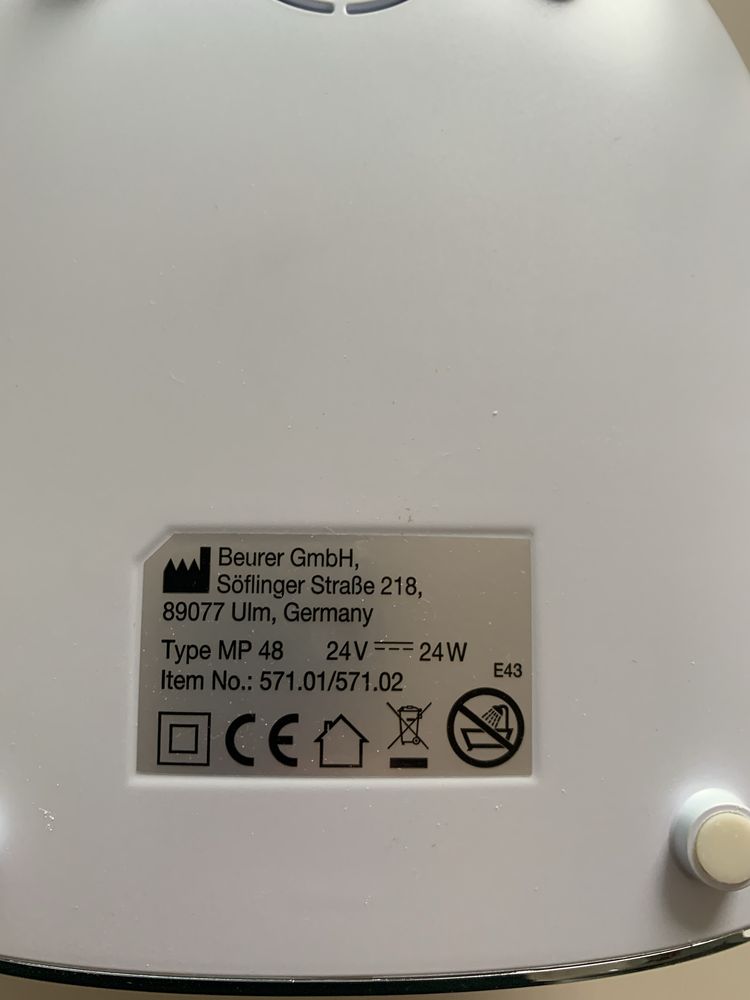 Beurer GmbH,
Söflinger Straße 218,
89077 Ulm, Germany
Type MP 48 24V 24W
Item No.: 571.01/571.02
E43
CE